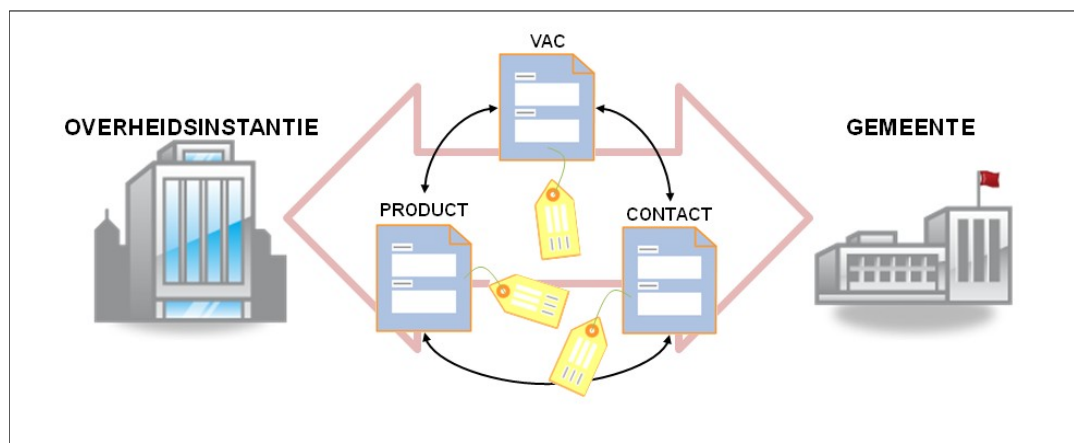 VAC
OVERHEIDSINSTANTIE
GEMEENTE
PRODUCT
CONTACT